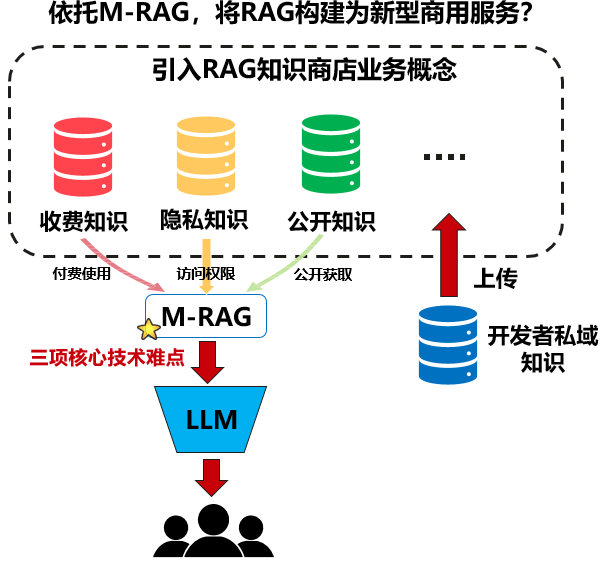 依托M-RAG，将RAG构建为新型商用服务？
引入RAG知识商店业务概念
收费知识
隐私知识
公开知识
.....
付费使用
访问权限
公开获取
上传
M-RAG
三项核心技术难点
开发者私域
知识
LLM